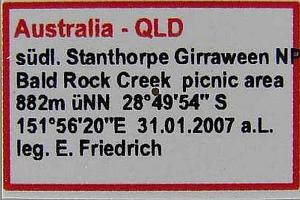 Australia - QLD
südl. Stanthorpe Girraween NP
Bald Rock Creek picnic area
882m üNN 28°49'54" S
151°56'20"E 31.01.2007 a.L.
leg. E. Friedrich